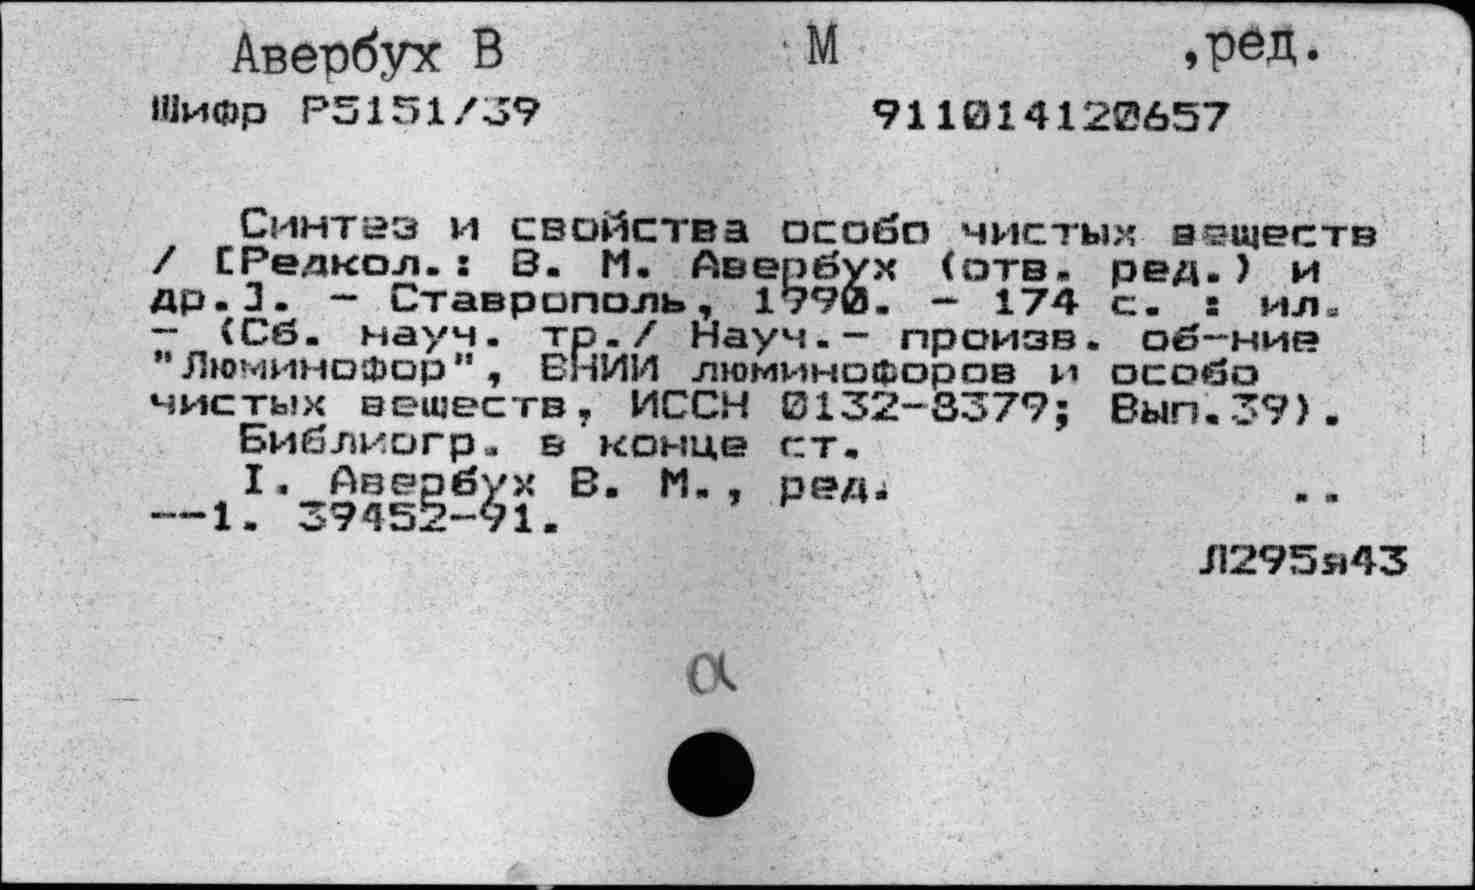 Авербух В М ,ред.
Шифр Р5151/39 911014120657
Синтез и свойства особо чистых веществ
/ [Редкол.: В. М. Авербух (отв. ред.) и
др.]. - Ставрополь, 1990. - 174 с. : ил.
- (Сб. науч. тр./ Науч.- произв. об-ние
"Люминофор", ВНИИ люминофоров и особо
чистых веществ, ИССН 0132-8379; Вып.39).
Библиогр. в конце ст.
I. Авербух В. М., ред. ..
--1. 39452-91.
Л295я43
α